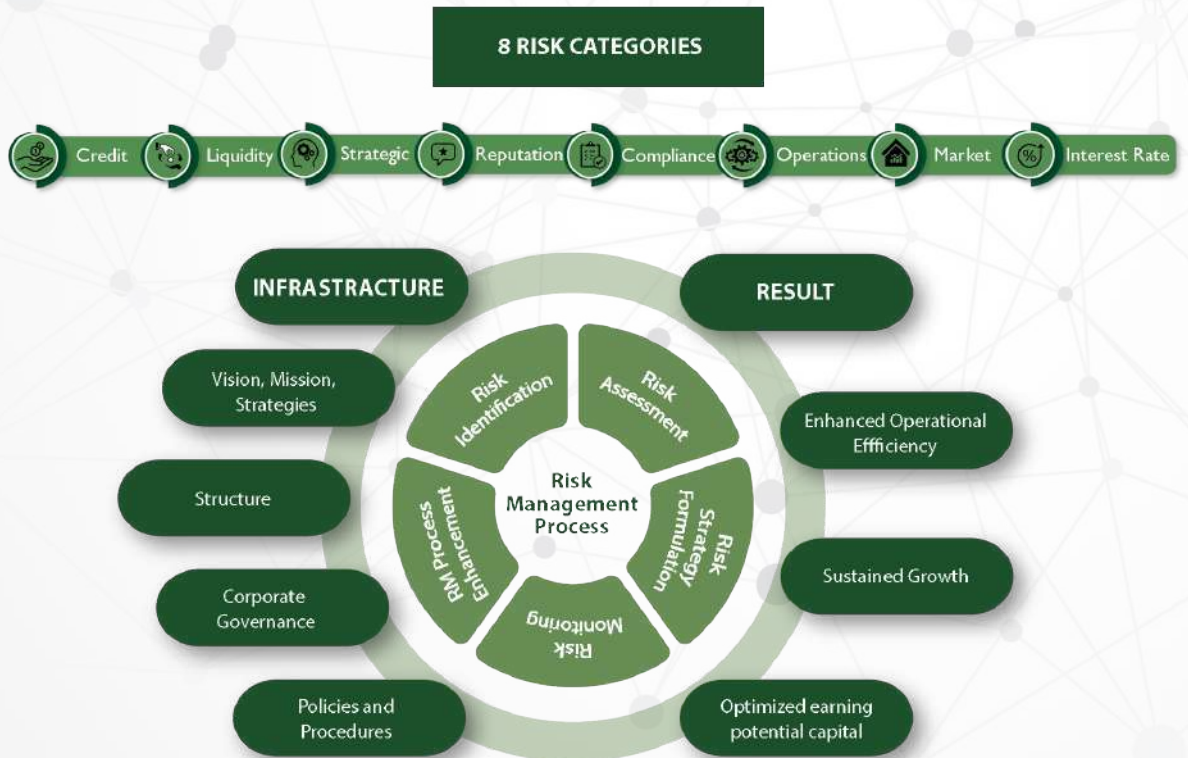 8 RISK CATEGORIES
Credit Liquidity Strategic Reputation Compliance Operations Market Interest Rate
INFRASTRACTURE
Vision, Mission,
Strategies
Structure
Corporate
Governance
Policies and
Procedures
Risk
Identification
Risk
Assessment
Risk
Strategy
Formulation
Risk
Monitoring
RM Process
Enhancement
Risk
Management
Process
RESULT
Enhanced Operational
Effficiency
Sustained Growth
Optimized earning
potential capital